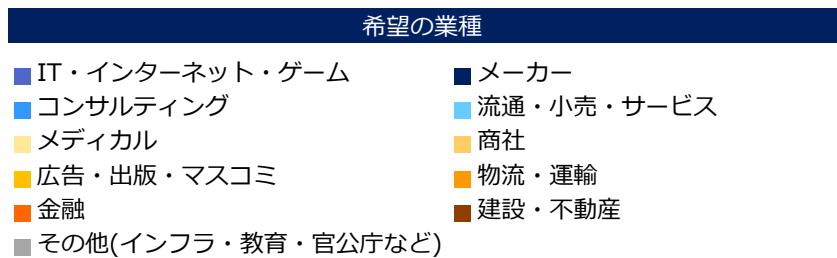 希望の業種
IT・インターネット・ゲーム
メーカー
コンサルティング
流通・小売・サービス
メディカル
商社
広告・出版・マスコミ
物流・運輸
金融
建設・不動産
その他(インフラ・教育・官公庁など)